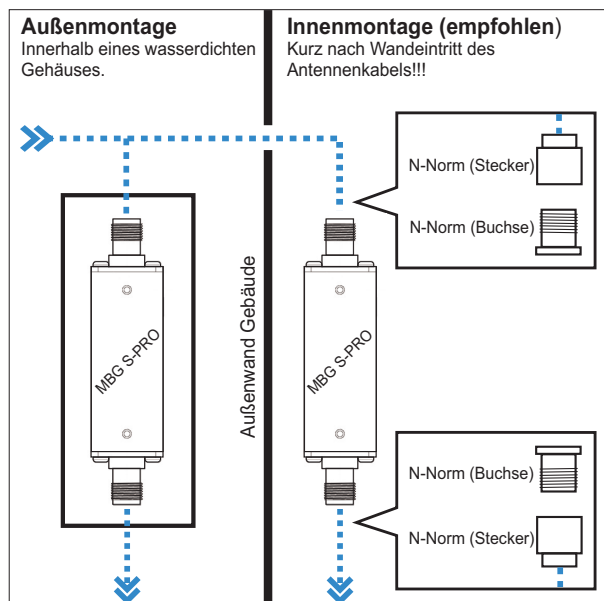 Außenmontage
Innerhalb eines wasserdichten
Gehäuses.
Innenmontage (empfohlen)
Kurz nach Wandeintritt des
Antennenkabels!!!
N-Norm (Stecker)
N-Norm (Buchse)
MBG S-PRO
Außenwand Gebäude
MBG S-PRO
N-Norm (Buchse)
N-Norm (Stecker)